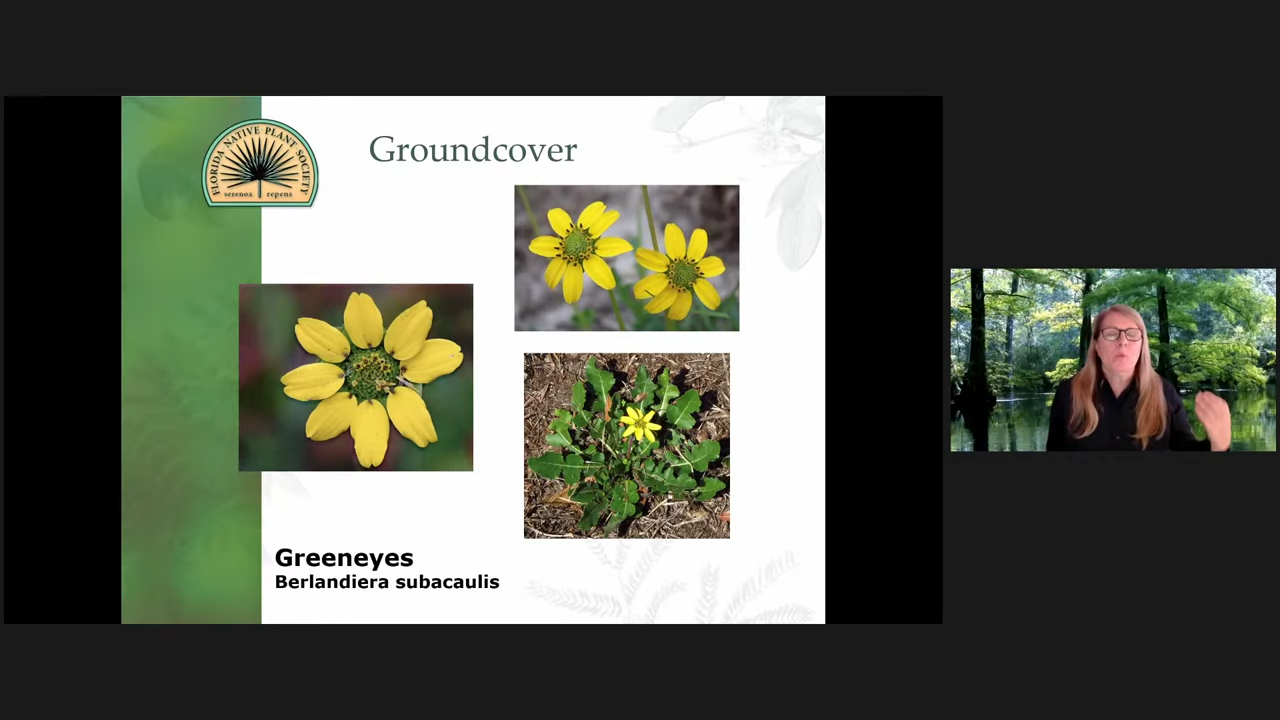 FLORIDA NATIVE PLANT SOCIETY
serenoa repens
Groundcover
Greeneyes
Berlandiera subacaulis